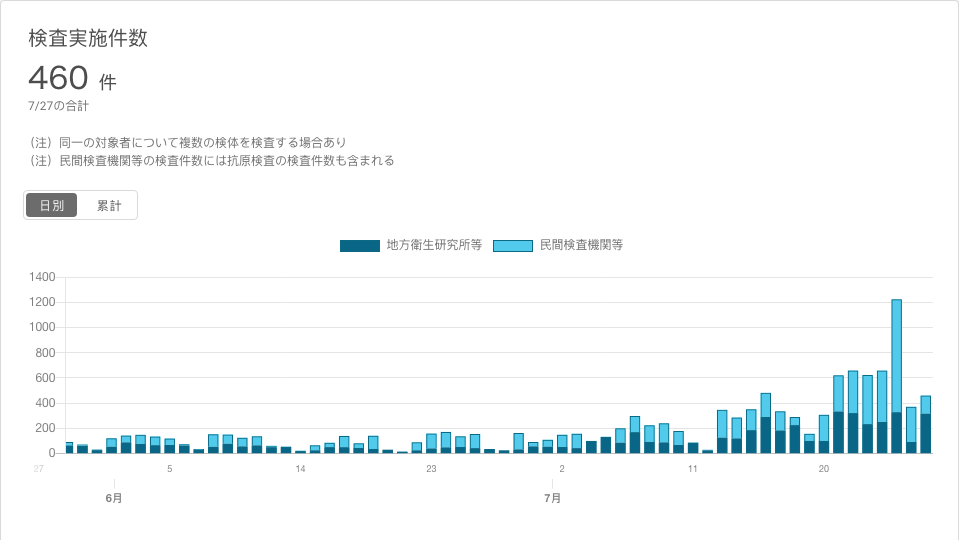 検査実施件数
460 件
7/27の合計
（注）同一の対象者について複数の検体を検査する場合あり
（注）民間検査機関等の検査件数には抗原検査の検査件数も含まれる
日別 累計
地方衛生研究所等 民間検査機関等
1400
1200
1000
800
600
400
200
0
27 5 14 23 2 11 20
6月 7月